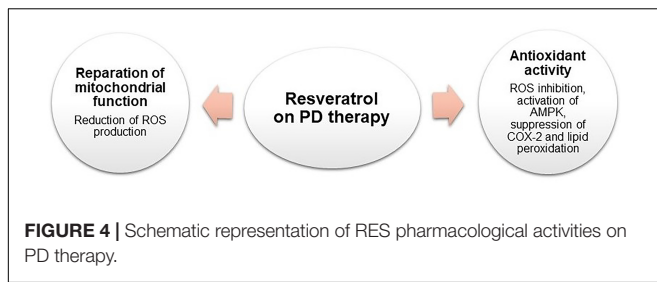 Reparation of
mitochondrial
function
Reduction of ROS
production
Resveratrol
on PD therapy
Antioxidant
activity
ROS inhibition,
activation of
AMPK,
suppression of
COX-2 and lipid
peroxidation
FIGURE 4 | Schematic representation of RES pharmacological activities on
PD therapy.